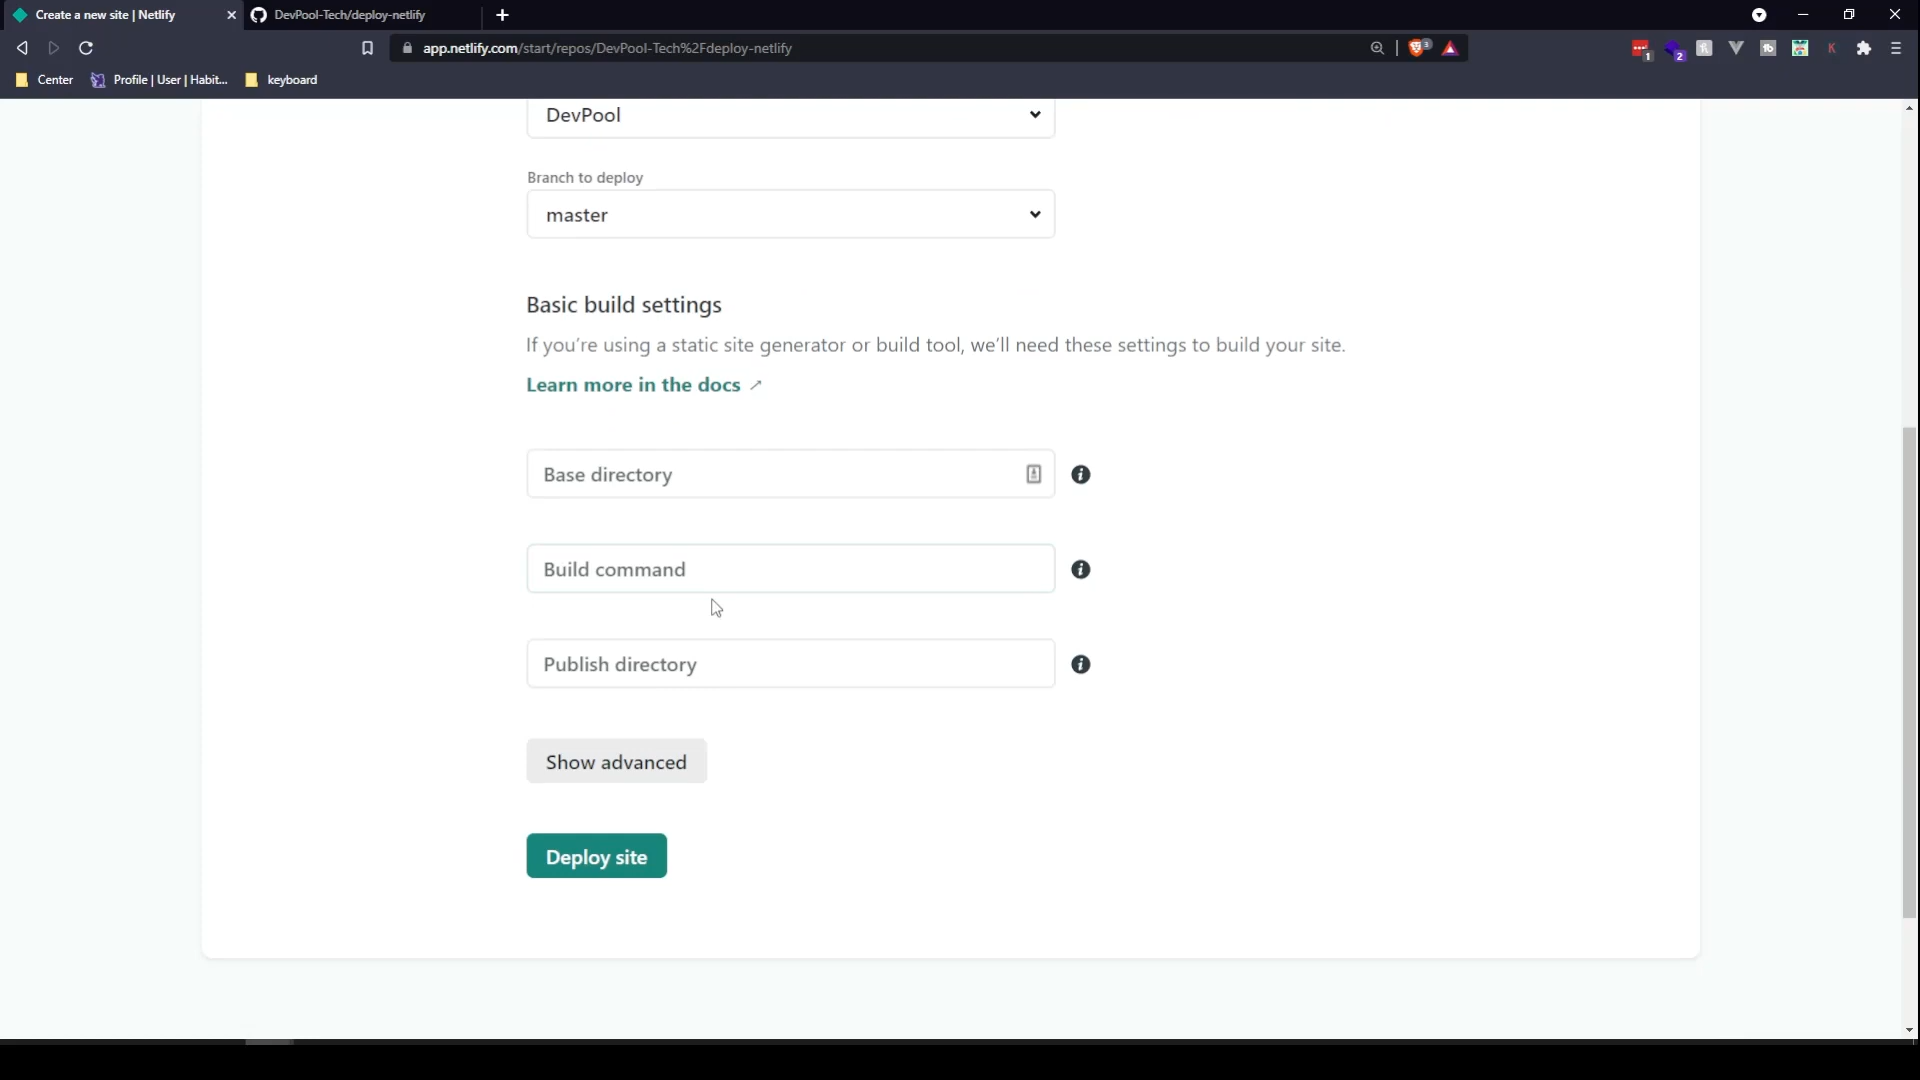 Create a new site | Netlify
DevPool-Tech/deploy-netlify
app.netlify.com/start/repos/DevPool-Tech%2Fdeploy-netlify
3
1
2
K
Center
Profile | User | Habit...
keyboard
DevPool
Branch to deploy
master
Basic build settings
If you're using a static site generator or build tool, we'll need these settings to build your site.
Learn more in the docs ↗
Base directory
Build command
Publish directory
Show advanced
Deploy site